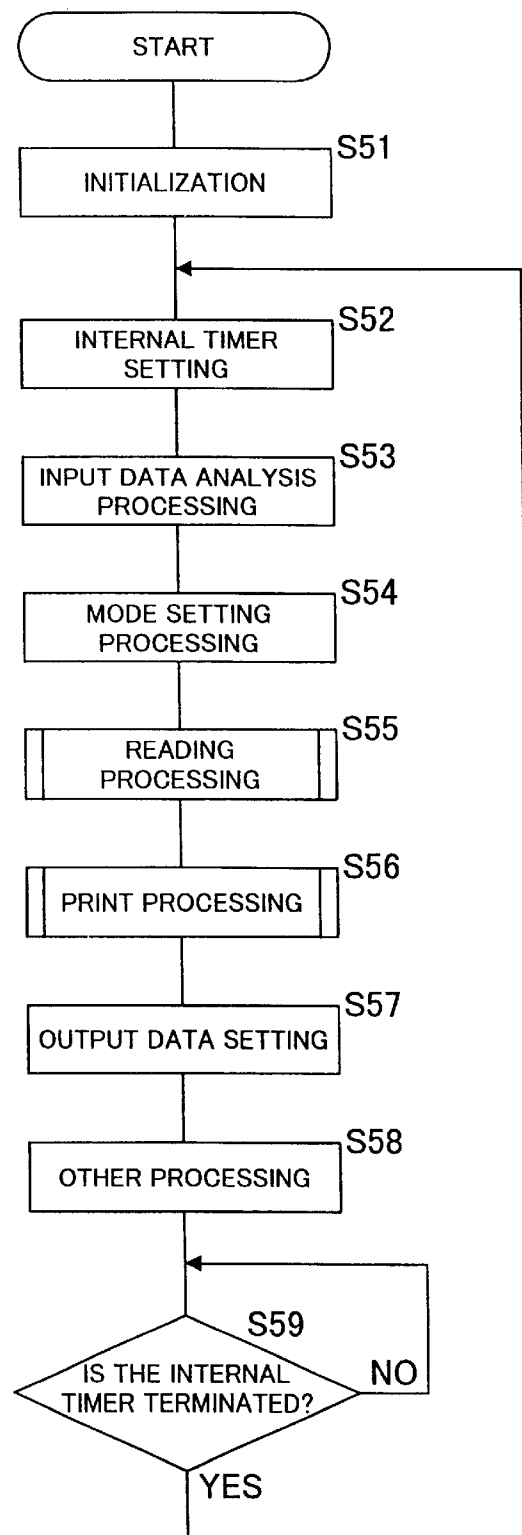 START
S51
INITIALIZATION
S52
INTERNAL TIMER
SETTING
S53
INPUT DATA ANALYSIS
PROCESSING
S54
MODE SETTING
PROCESSING
S55
READING
PROCESSING
S56
PRINT PROCESSING
S57
OUTPUT DATA SETTING
S58
OTHER PROCESSING
S59
IS THE INTERNAL
TIMER TERMINATED?
NO
YES